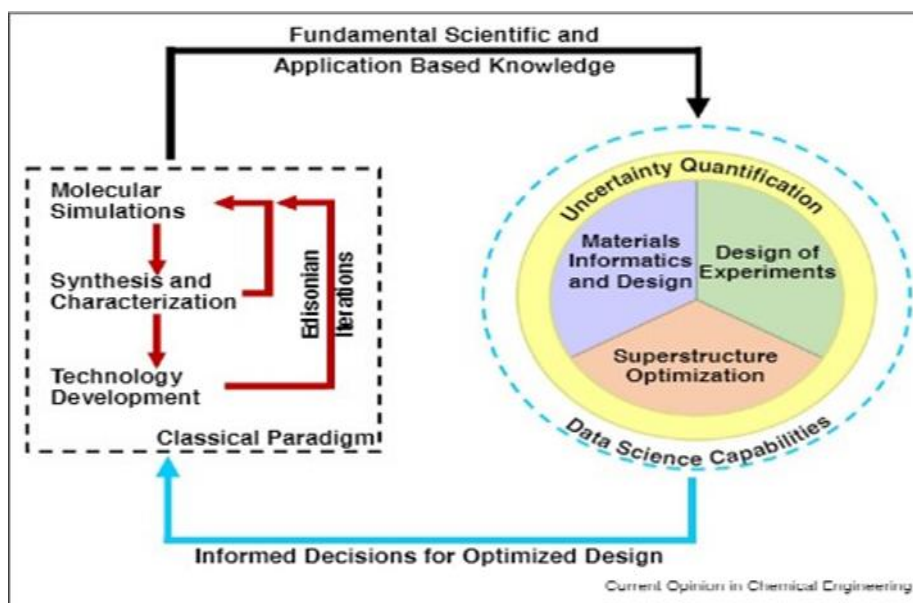 Fundamental Scientific and
Application Based Knowledge
Molecular
Simulations
Synthesis and
Characterization
Technology
Development
Edisonian
Iterations
Classical Paradigm
Uncertainty Quantification
Materials
Informatics
and Design
Design of
Experiments
Superstructure
Optimization
Data Science Capabilities
Informed Decisions for Optimized Design
Current Opinion in Chemical Engineering